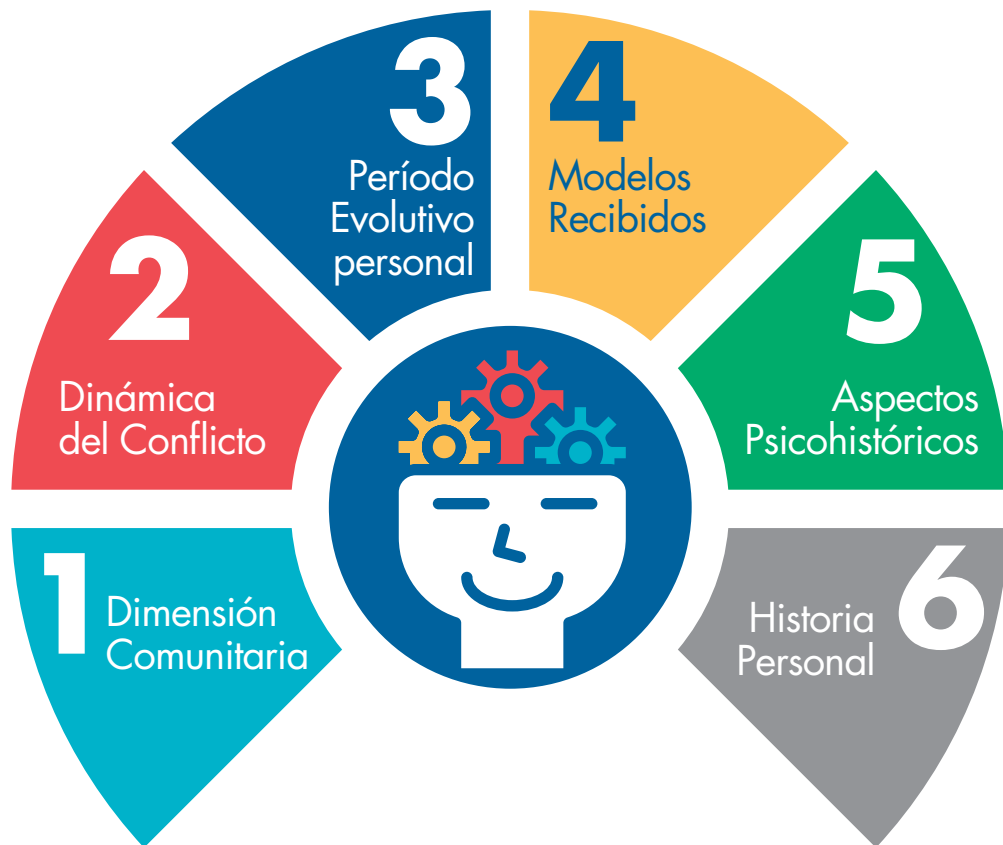 1
Dimensión
Comunitaria
2
Dinámica
del Conflicto
3
Período
Evolutivo
personal
4
Modelos
Recibidos
5
Aspectos
Psicohistóricos
6
Historia
Personal